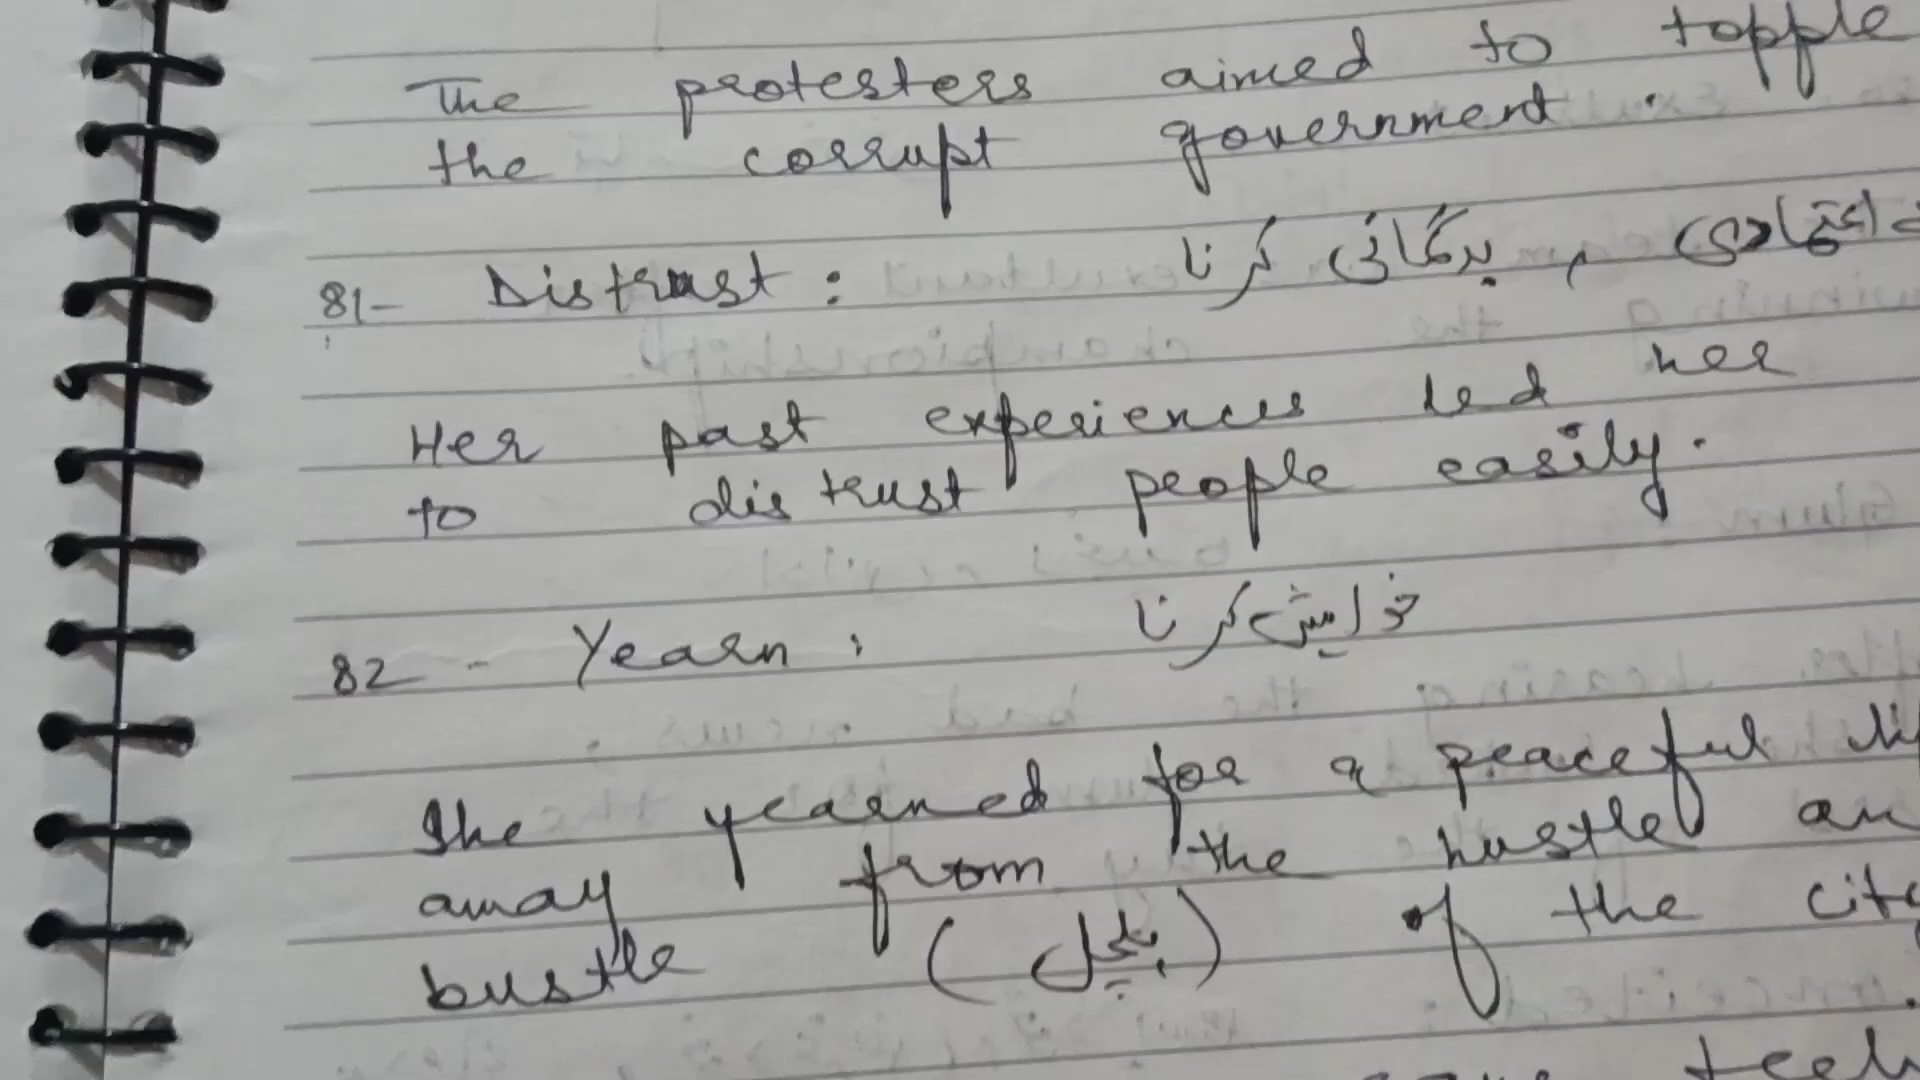 The protesters aimed to topple
the corrupt government.
81- Distrust: اعتمادی، بدگمانی کرنا
Her past experiences led her
to distrust people easily.
82 - Yearn: خواہش کرنا
She yearned for a peaceful
away from the hustle
bustle (ہلچل) of the city